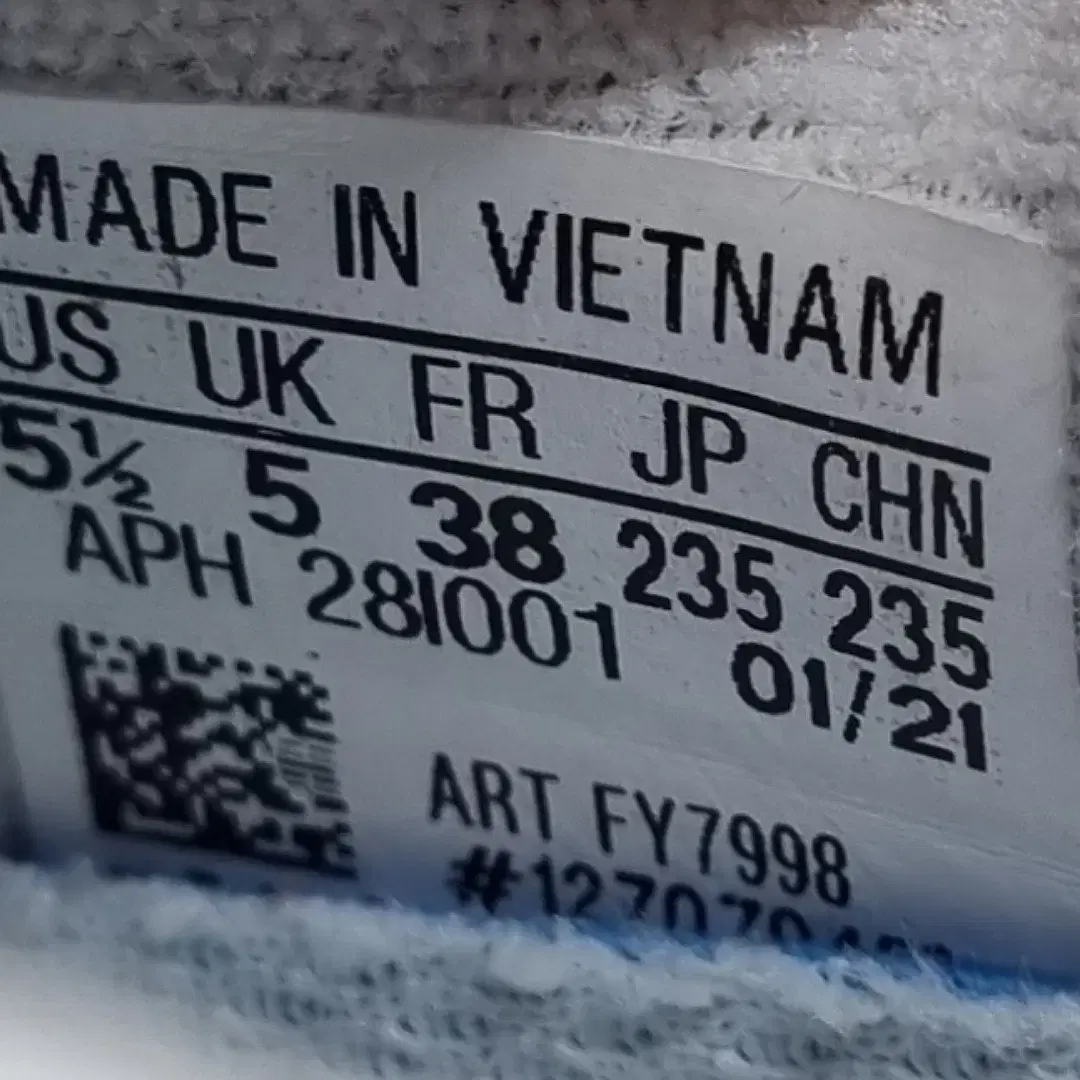 MADE IN VIETNAM
US UK FR JP CHN
5½ 5 38 235 235
APH 28I001 01/21
ART FY7998